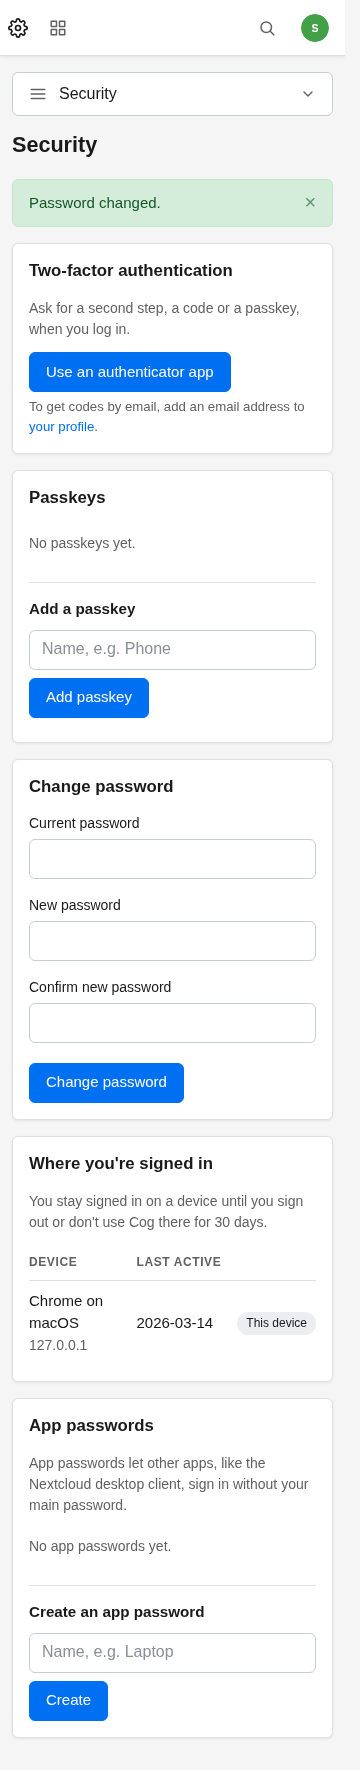 S
Security
Security
Password changed.
Two-factor authentication
Ask for a second step, a code or a passkey,
when you log in.
Use an authenticator app
To get codes by email, add an email address to
your profile.
Passkeys
No passkeys yet.
Add a passkey
Name, e.g. Phone
Add passkey
Change password
Current password
New password
Confirm new password
Change password
Where you're signed in
You stay signed in on a device until you sign
out or don't use Cog there for 30 days.
DEVICE LAST ACTIVE
Chrome on
macOS 2026-03-14 This device
127.0.0.1
App passwords
App passwords let other apps, like the
Nextcloud desktop client, sign in without your
main password.
No app passwords yet.
Create an app password
Name, e.g. Laptop
Create